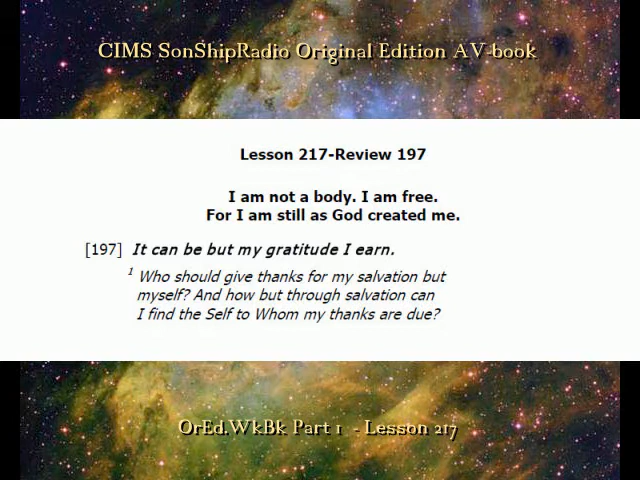 CIMS SonShipRadio Original Edition AV-book
Lesson 217-Review 197
I am not a body. I am free.
For I am still as God created me.
[197] It can be but my gratitude I earn.
1 Who should give thanks for my salvation but
myself? And how but through salvation can
I find the Self to Whom my thanks are due?
OrEd.WkBk Part 1 - Lesson 217